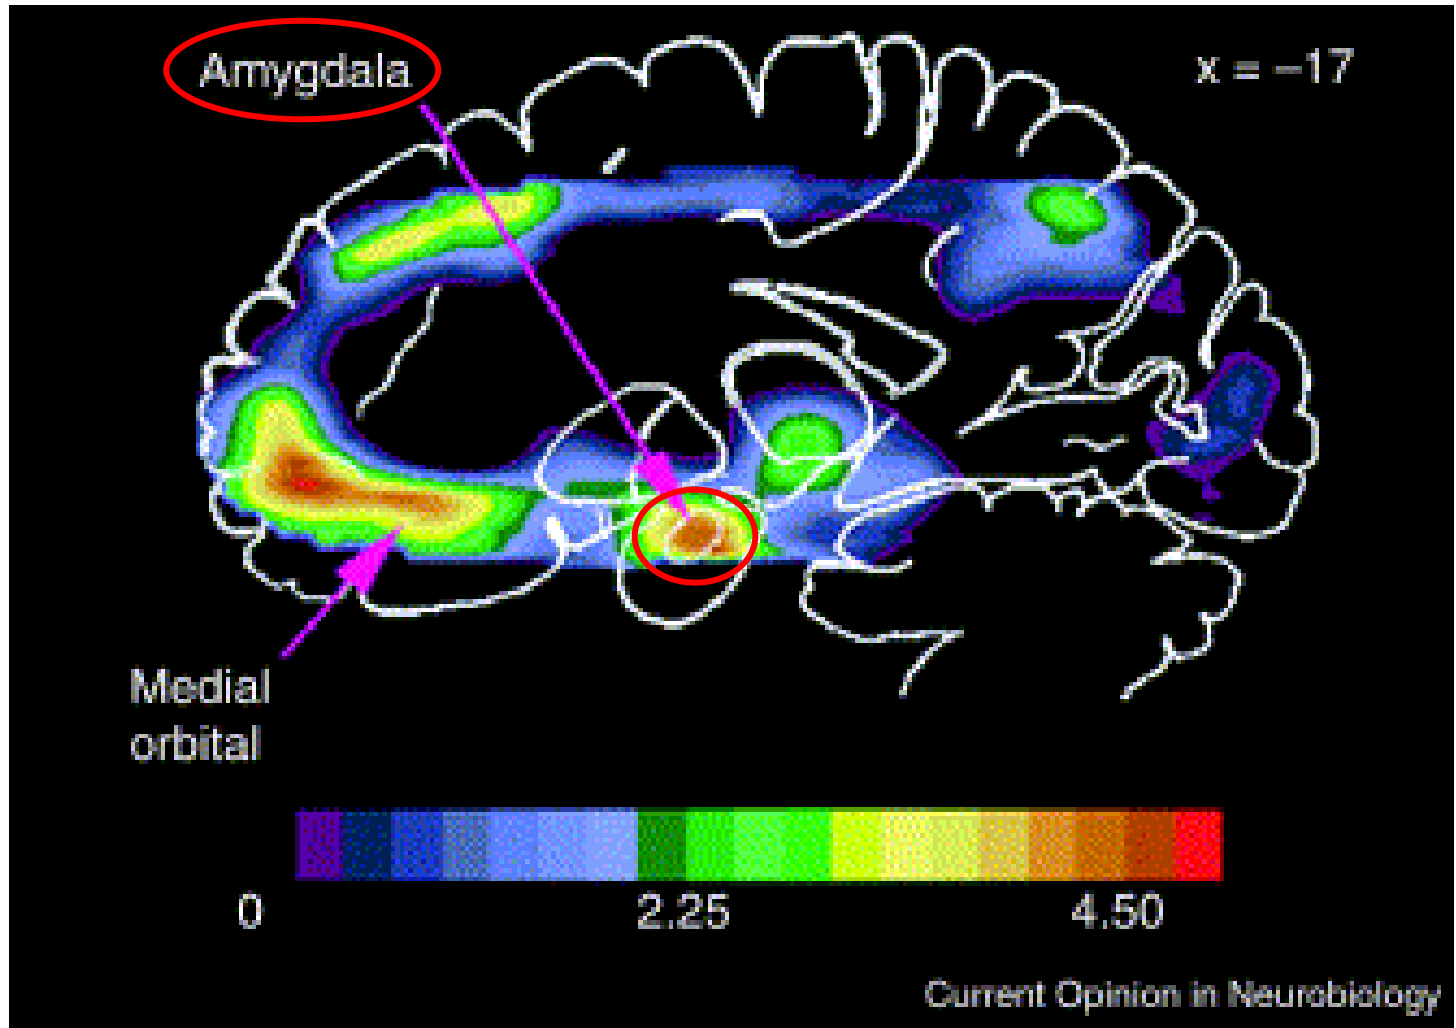 Amygdala
x = –17
Medial
orbital
0 2.25 4.50
Current Opinion in Neurobiology